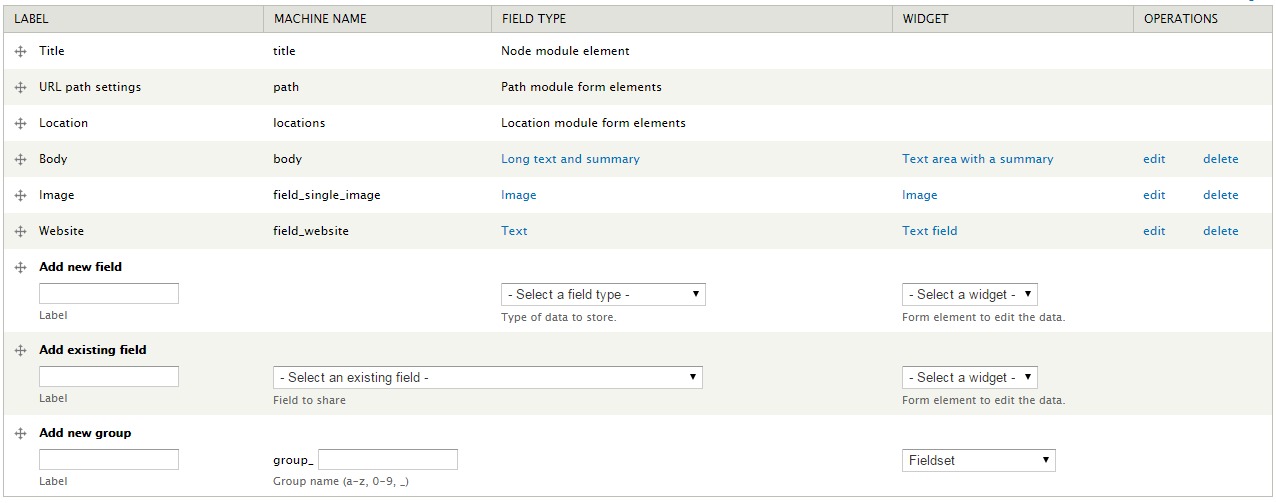 LABEL MACHINE NAME FIELD TYPE WIDGET OPERATIONS
Title title Node module element
URL path settings path Path module form elements
Location locations Location module form elements
Body body Long text and summary Text area with a summary edit delete
Image field_single_image Image Image edit delete
Website field_website Text Text field edit delete
Add new field
- Select a field type - - Select a widget -
Label Type of data to store. Form element to edit the data.
Add existing field
- Select an existing field - - Select a widget -
Label Field to share Form element to edit the data.
Add new group
group_ Fieldset
Label Group name (a-z, 0-9, _)